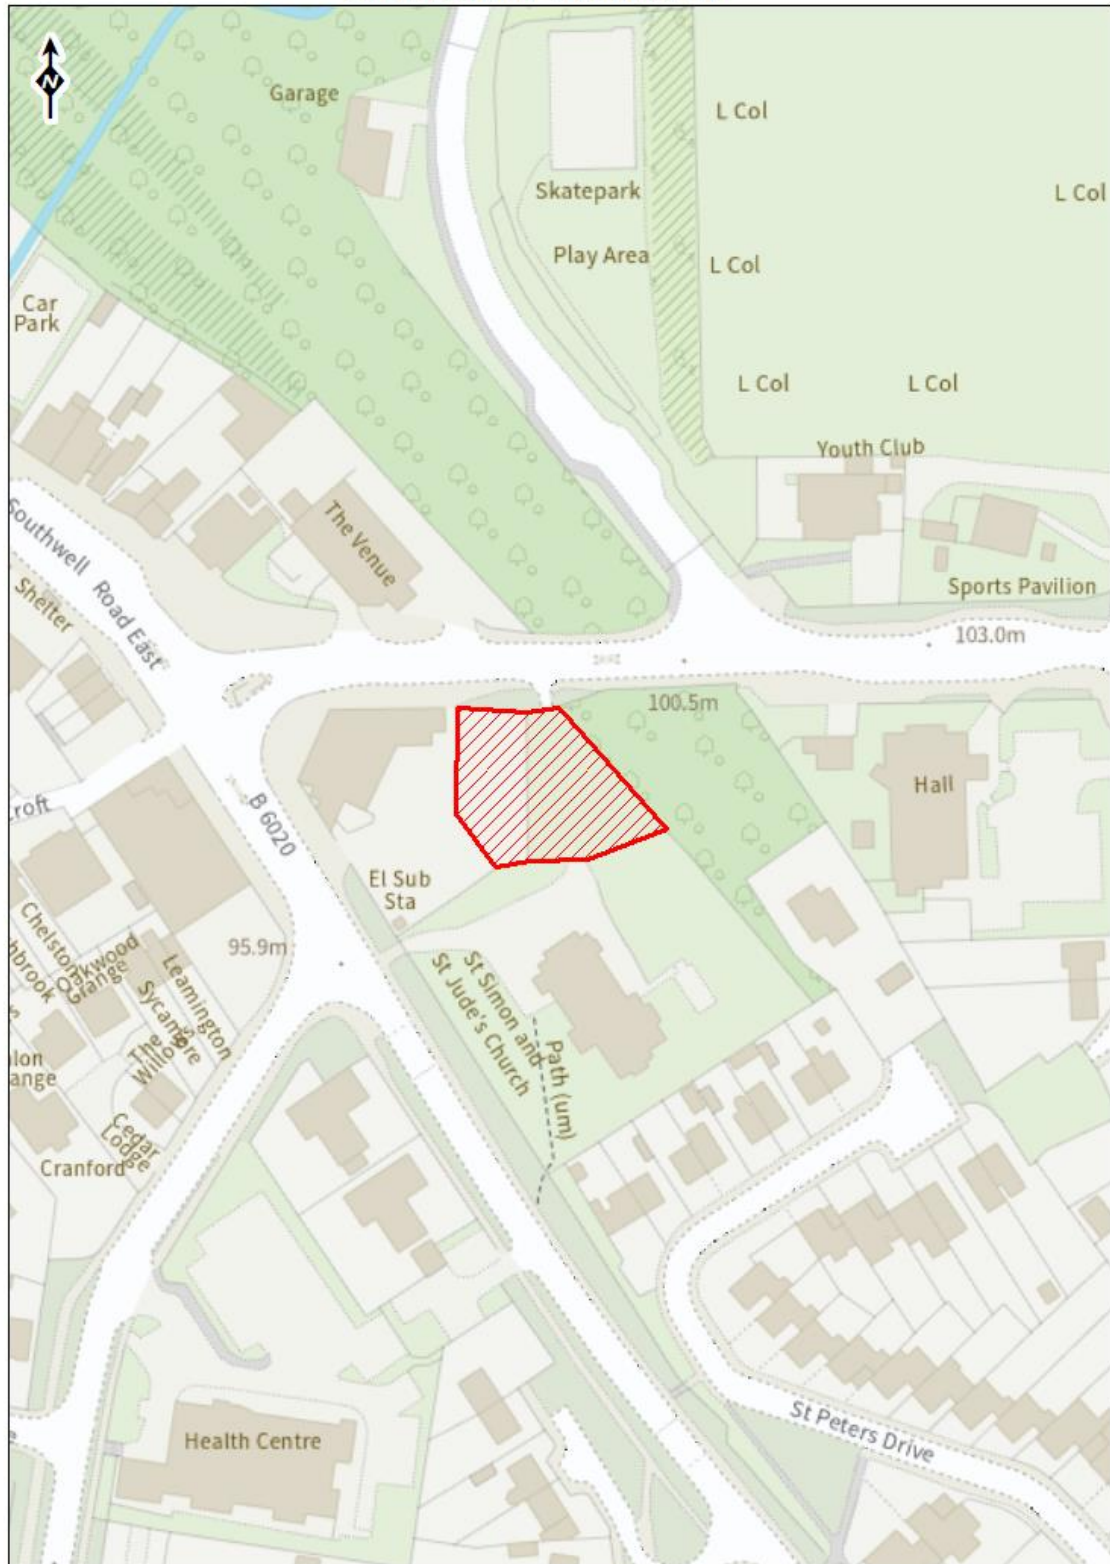 N
Garage
L Col
Skatepark
L Col
Play Area
L Col
Car
Park
L Col
L Col
Youth Club
The Venue
Southwell Road East
Shelter
Sports Pavilion
103.0m
100.5m
Hall
croft
B 6020
El Sub
Sta
95.9m
Chelston
Oakwood
Grange
Leamington
The
Sycamore
Willows
St Simon and
St Jude's Church
Path (um)
Cedar
Lodge
Cranford
Health Centre
St Peters Drive